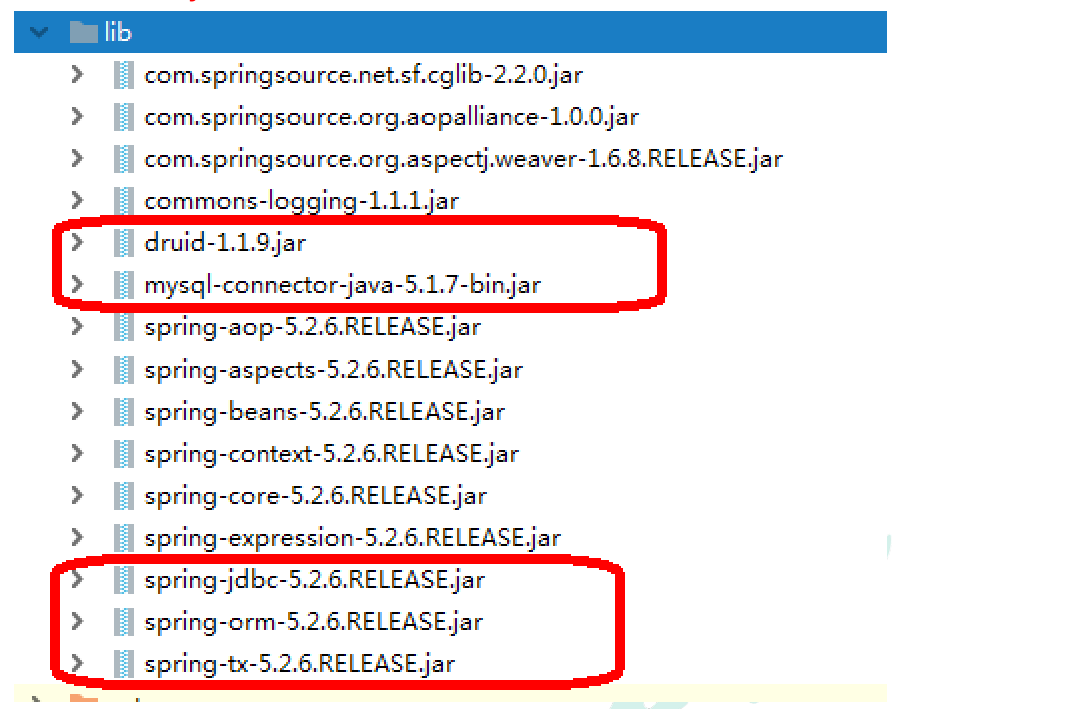 lib
com.springsource.net.sf.cglib-2.2.0.jar
com.springsource.org.aopalliance-1.0.0.jar
com.springsource.org.aspectj.weaver-1.6.8.RELEASE.jar
commons-logging-1.1.1.jar
druid-1.1.9.jar
mysql-connector-java-5.1.7-bin.jar
spring-aop-5.2.6.RELEASE.jar
spring-aspects-5.2.6.RELEASE.jar
spring-beans-5.2.6.RELEASE.jar
spring-context-5.2.6.RELEASE.jar
spring-core-5.2.6.RELEASE.jar
spring-expression-5.2.6.RELEASE.jar
spring-jdbc-5.2.6.RELEASE.jar
spring-orm-5.2.6.RELEASE.jar
spring-tx-5.2.6.RELEASE.jar